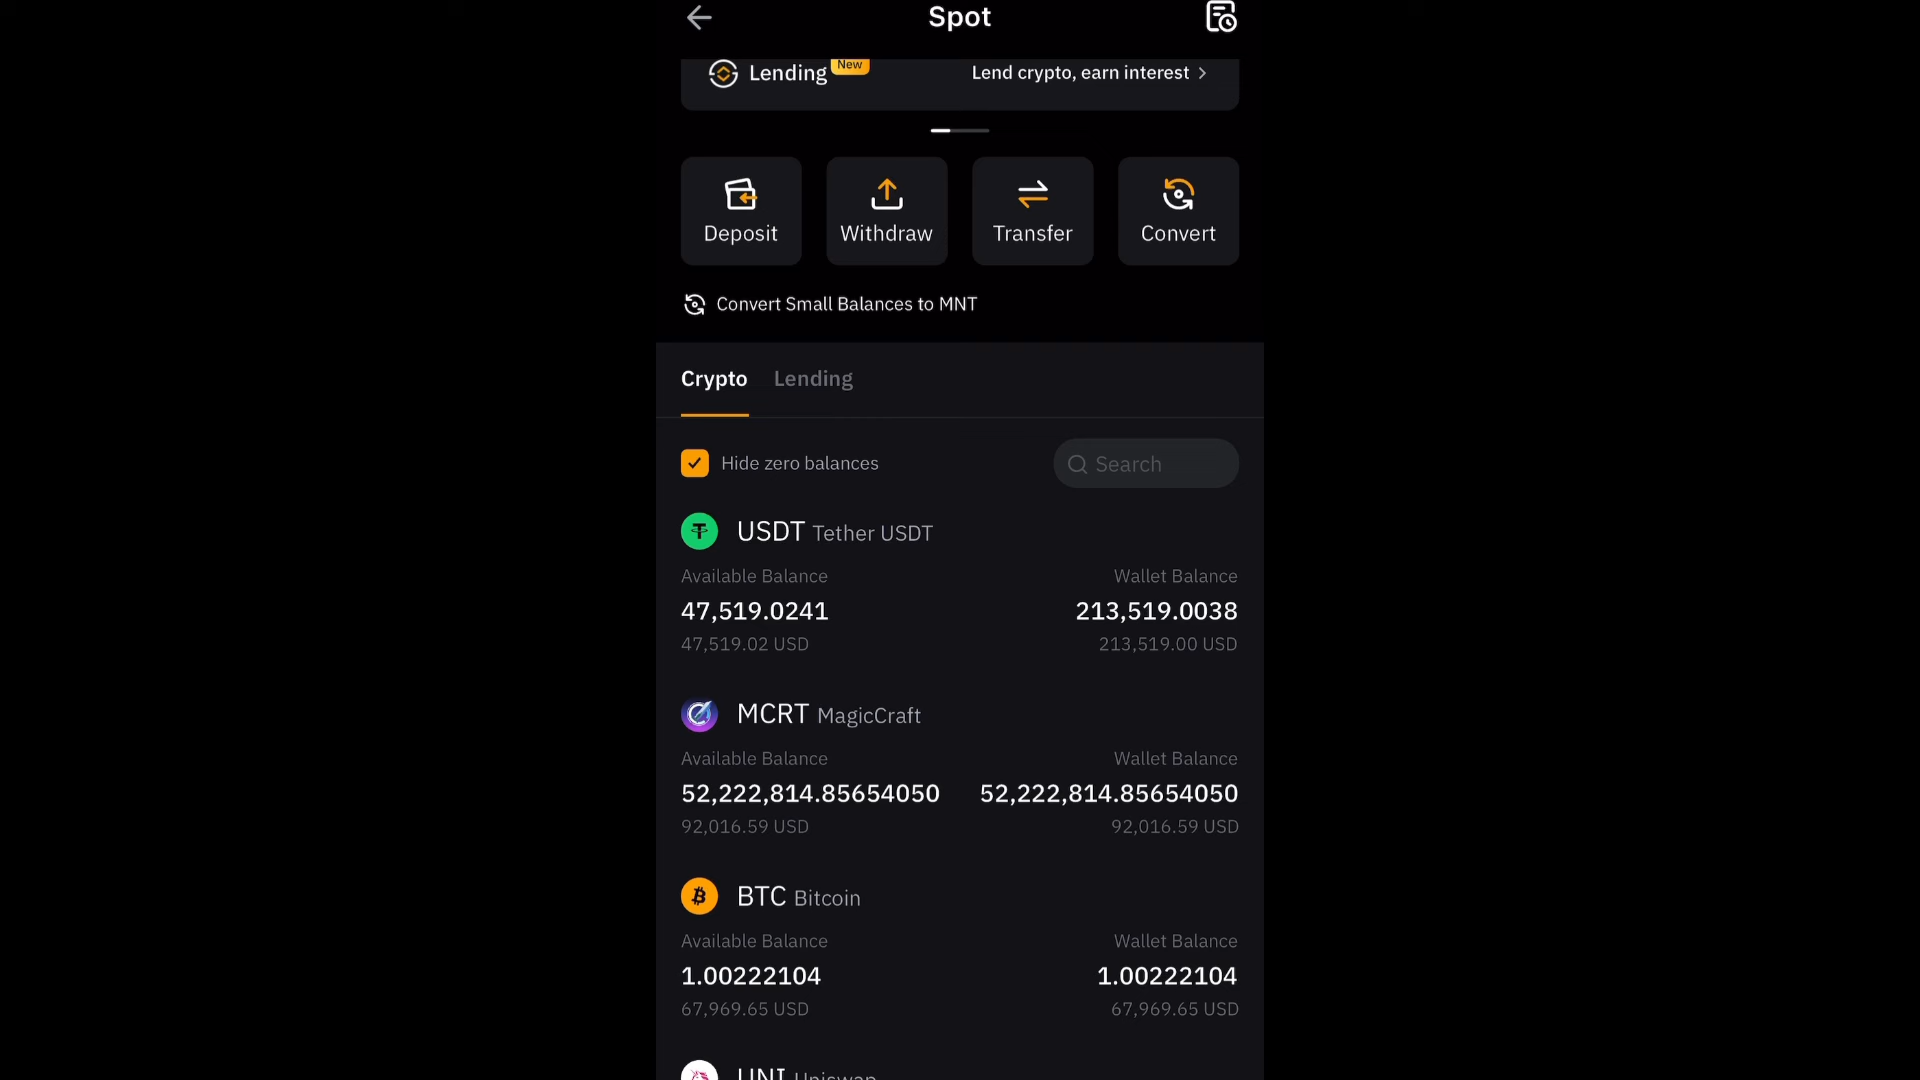 Spot
Lending New Lend crypto, earn interest >
Deposit Withdraw Transfer Convert
Convert Small Balances to MNT
Crypto Lending
Hide zero balances Search
USDT Tether USDT
Available Balance Wallet Balance
47,519.0241 213,519.0038
47,519.02 USD 213,519.00 USD
MCRT MagicCraft
Available Balance Wallet Balance
52,222,814.85654050 52,222,814.85654050
92,016.59 USD 92,016.59 USD
BTC Bitcoin
Available Balance Wallet Balance
1.00222104 1.00222104
67,969.65 USD 67,969.65 USD
UNI Uniswap